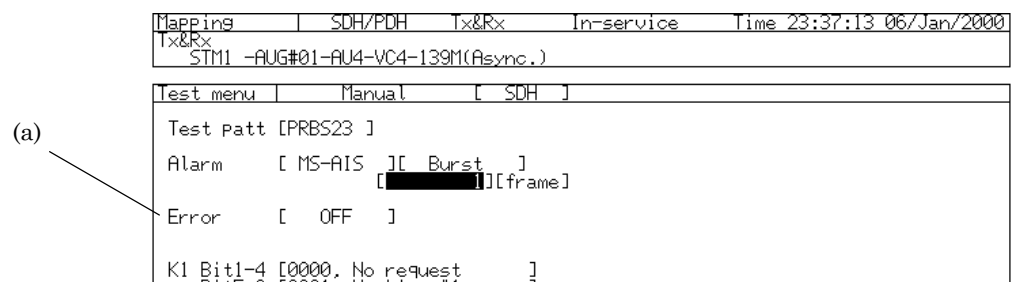 Mapping | SDH/PDH Tx&Rx In-service Time 23:37:13 06/Jan/2000
Tx&Rx
STM1 -AUG#01-AU4-VC4-139M(Async.)
Test menu | Manual [ SDH ]
(a)
Test patt [PRBS23 ]
Alarm [ MS-AIS ][ Burst ]
[ 1][frame]
Error [ OFF ]
K1 Bit1-4 [0000, No request ]